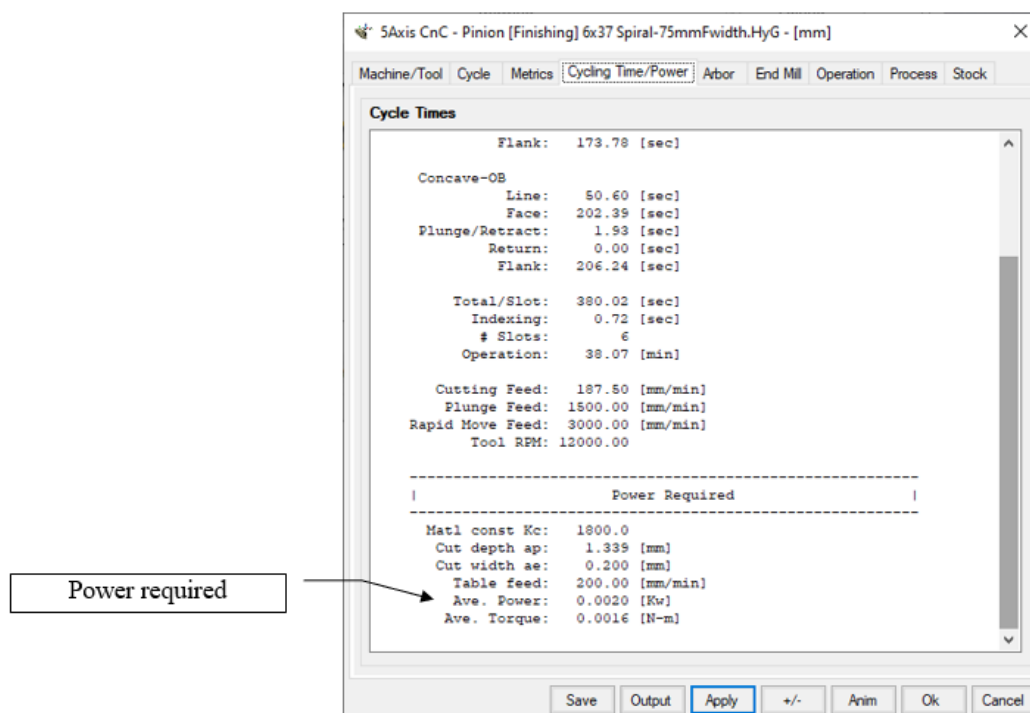 5Axis CnC - Pinion [Finishing] 6x37 Spiral-75mmFwidth.HyG - [mm]
Machine/Tool Cycle Metrics Cycling Time/Power Arbor End Mill Operation Process Stock
Cycle Times
Flank: 173.78 [sec]
Concave-OB
Line: 50.60 [sec]
Face: 202.39 [sec]
Plunge/Retract: 1.93 [sec]
Return: 0.00 [sec]
Flank: 206.24 [sec]
Total/Slot: 380.02 [sec]
Indexing: 0.72 [sec]
# Slots: 6
Operation: 38.07 [min]
Cutting Feed: 187.50 [mm/min]
Plunge Feed: 1500.00 [mm/min]
Rapid Move Feed: 3000.00 [mm/min]
Tool RPM: 12000.00
---------------------------------------------------------
| Power Required |
---------------------------------------------------------
Matl const Kc: 1800.0
Cut depth ap: 1.339 [mm]
Cut width ae: 0.200 [mm]
Table feed: 200.00 [mm/min]
Ave. Power: 0.0020 [Kw]
Ave. Torque: 0.0016 [N-m]
Power required
Save Output Apply +/- Anim Ok Cancel